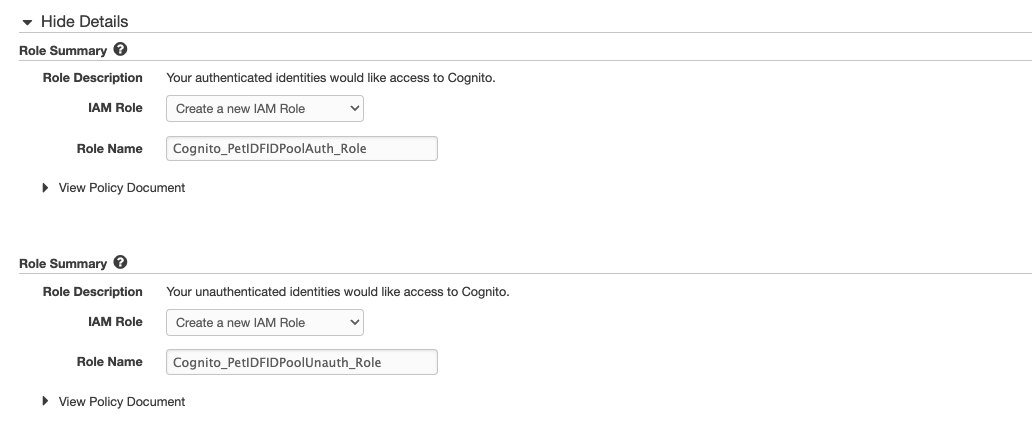 Hide Details
Role Summary
Role Description Your authenticated identities would like access to Cognito.
IAM Role Create a new IAM Role
Role Name Cognito_PetIDFIDPoolAuth_Role
View Policy Document
Role Summary
Role Description Your unauthenticated identities would like access to Cognito.
IAM Role Create a new IAM Role
Role Name Cognito_PetIDFIDPoolUnauth_Role
View Policy Document